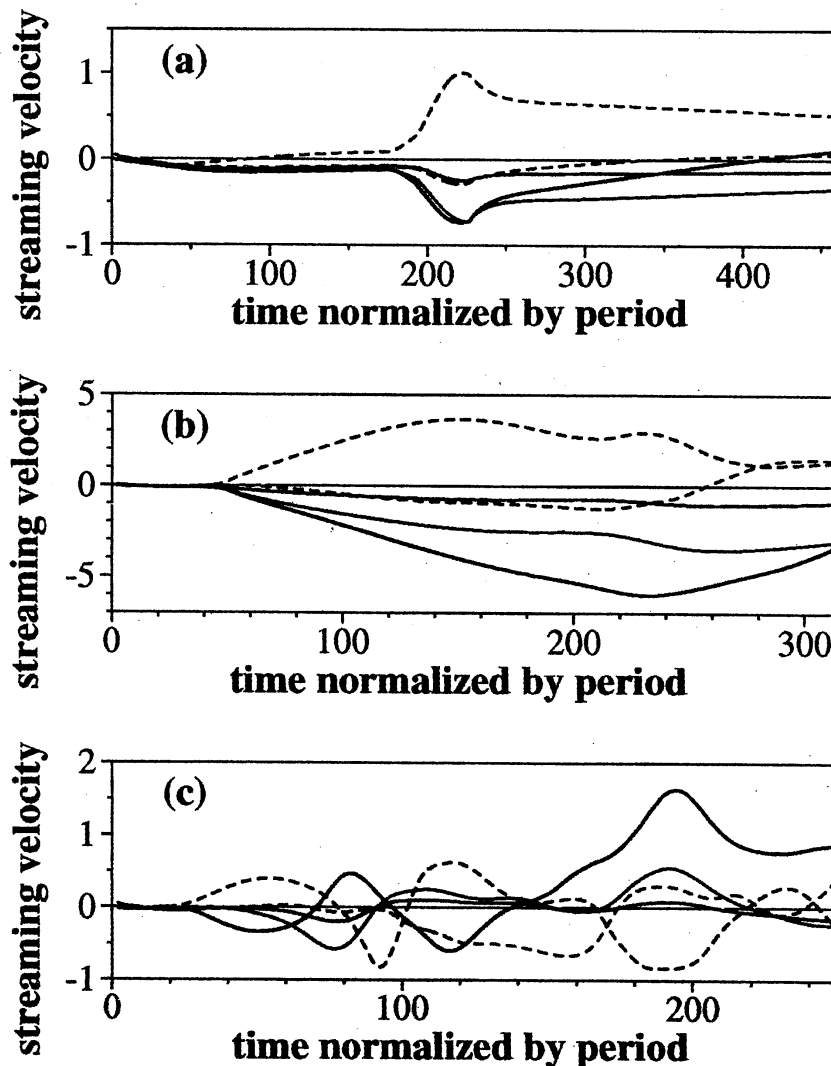 (a)
streaming velocity
1
0
-1
0 100 200 300 400
time normalized by period
(b)
streaming velocity
5
0
-5
0 100 200 300
time normalized by period
(c)
streaming velocity
2
1
0
-1
0 100 200
time normalized by period